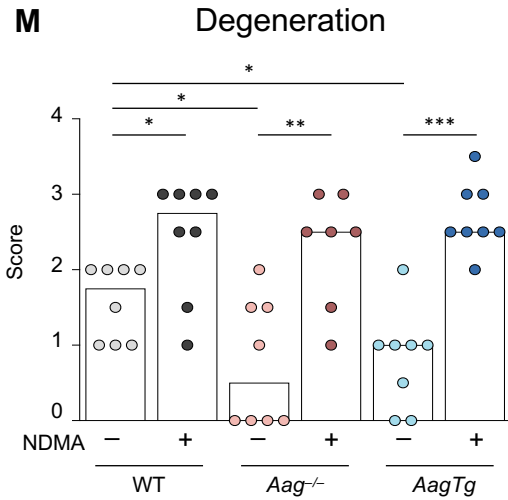 M Degeneration
*
*
* ** ***
4
3
2
1
0
Score
NDMA – + – + – +
WT Aag–/– AagTg